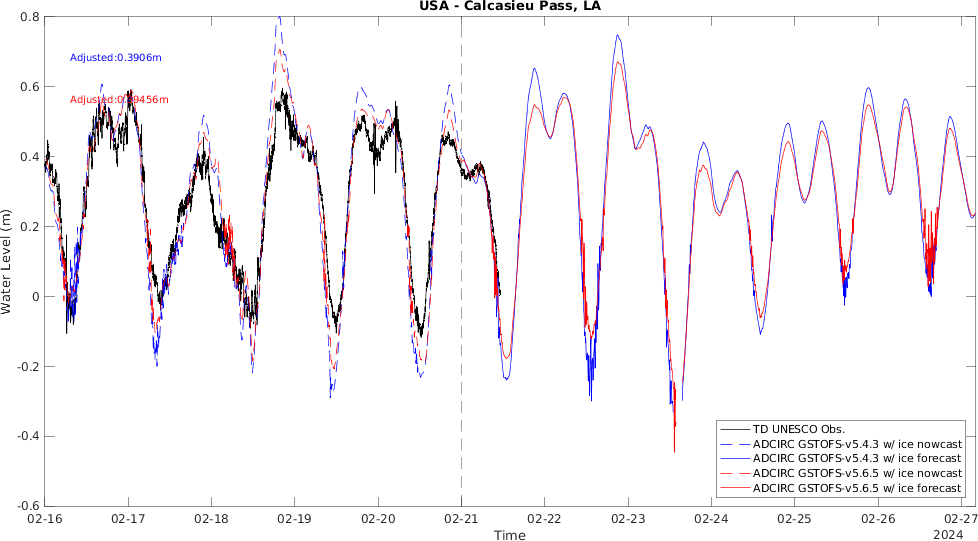 USA - Calcasieu Pass, LA
0.8
0.6
0.4
0.2
0
-0.2
-0.4
-0.6
Water Level (m)
Adjusted:0.3906m
TD UNESCO Obs.
ADCIRC GSTOFS-v5.4.3 w/ ice nowcast
ADCIRC GSTOFS-v5.4.3 w/ ice forecast
ADCIRC GSTOFS-v5.6.5 w/ ice nowcast
ADCIRC GSTOFS-v5.6.5 w/ ice forecast
02-16 02-17 02-18 02-19 02-20 02-21 02-22 02-23 02-24 02-25 02-26 02-27
Time
2024